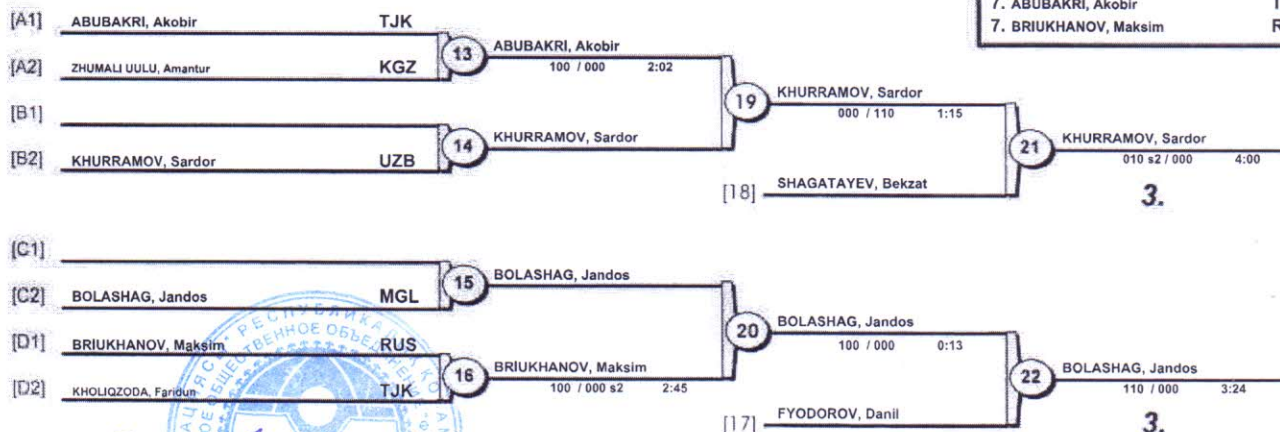 7. ABUBAKRI, Akobir T
7. BRIUKHANOV, Maksim R
[A1] ABUBAKRI, Akobir TJK
[A2] ZHUMALI UULU, Amantur KGZ
13
ABUBAKRI, Akobir
100 / 000 2:02
[B1]
[B2] KHURRAMOV, Sardor UZB
14
KHURRAMOV, Sardor
19
KHURRAMOV, Sardor
000 / 110 1:15
[18] SHAGATAYEV, Bekzat
21
KHURRAMOV, Sardor
010 s2 / 000 4:00
3.
[C1]
[C2] BOLASHAG, Jandos MGL
15
BOLASHAG, Jandos
[D1] BRIUKHANOV, Maksim RUS
[D2] KHOLIQZODA, Faridun TJK
16
BRIUKHANOV, Maksim
100 / 000 s2 2:45
20
BOLASHAG, Jandos
100 / 000 0:13
[17] FYODOROV, Danil
22
BOLASHAG, Jandos
110 / 000 3:24
3.
РЕСПУБЛИКА